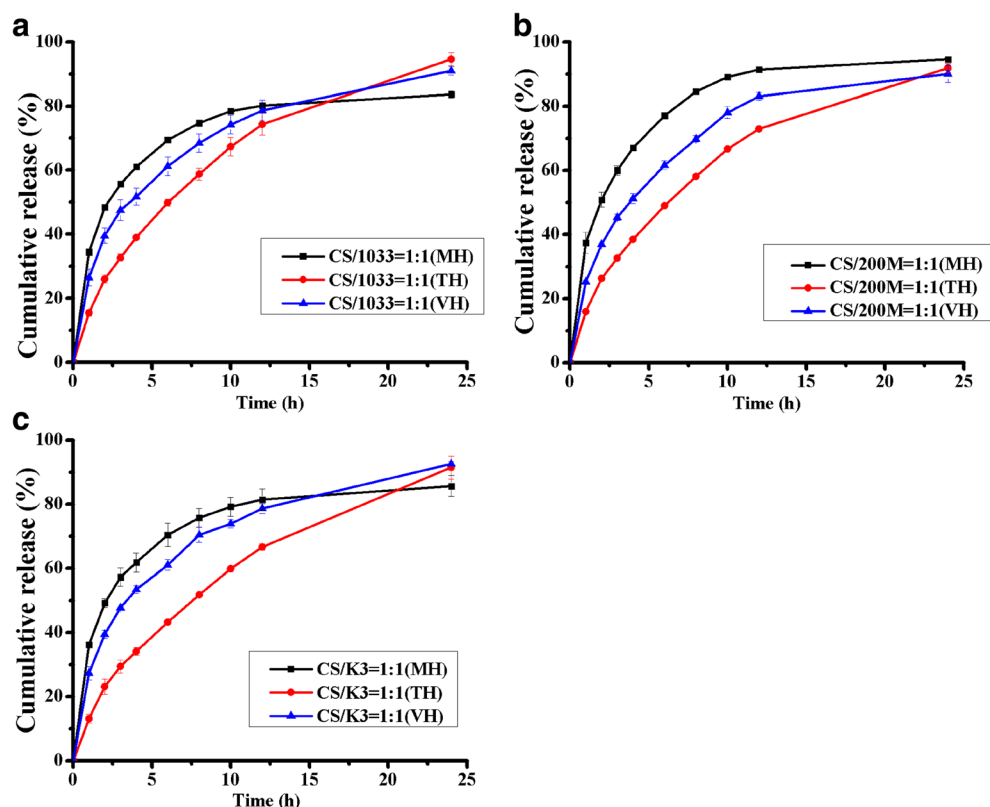 a
Cumulative release (%)
100
80
60
40
20
0
CS/1033=1:1(MH)
CS/1033=1:1(TH)
CS/1033=1:1(VH)
0 5 10 15 20 25
Time (h)
b
Cumulative release (%)
100
80
60
40
20
0
CS/200M=1:1(MH)
CS/200M=1:1(TH)
CS/200M=1:1(VH)
0 5 10 15 20 25
Time (h)
c
Cumulative release (%)
100
80
60
40
20
0
CS/K3=1:1(MH)
CS/K3=1:1(TH)
CS/K3=1:1(VH)
0 5 10 15 20 25
Time (h)